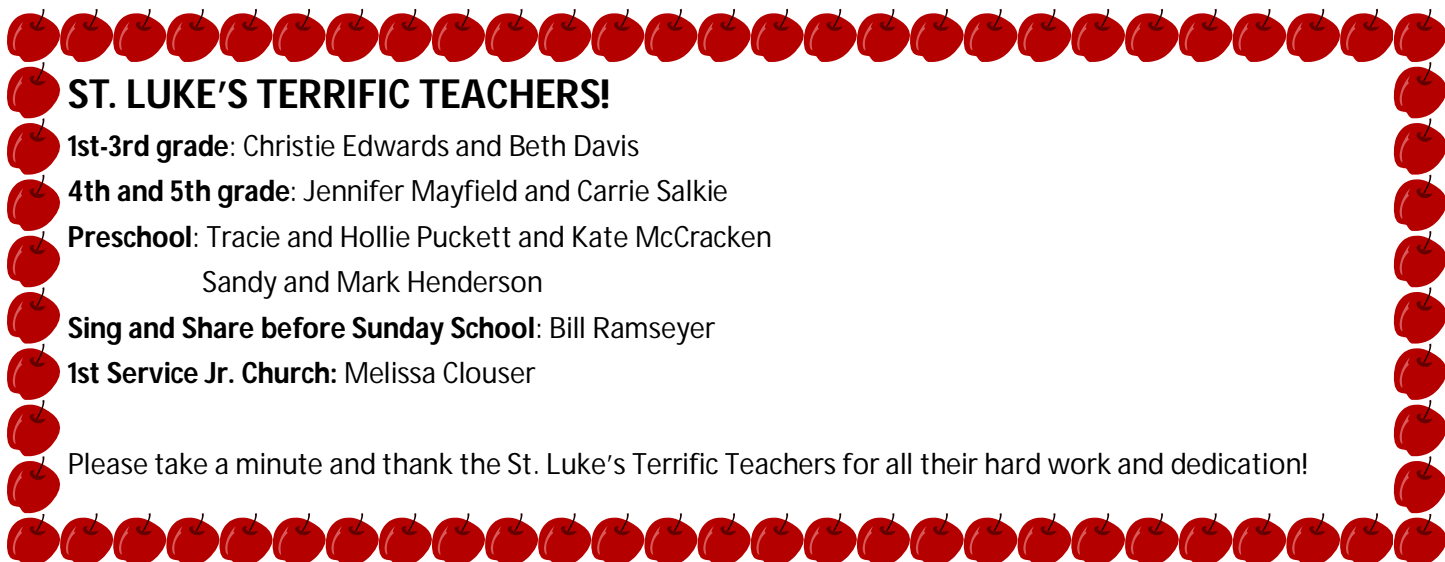 ST. LUKE’S TERRIFIC TEACHERS!
1st-3rd grade: Christie Edwards and Beth Davis
4th and 5th grade: Jennifer Mayfield and Carrie Salkie
Preschool: Tracie and Hollie Puckett and Kate McCracken
Sandy and Mark Henderson
Sing and Share before Sunday School: Bill Ramseyer
1st Service Jr. Church: Melissa Clouser
Please take a minute and thank the St. Luke’s Terrific Teachers for all their hard work and dedication!